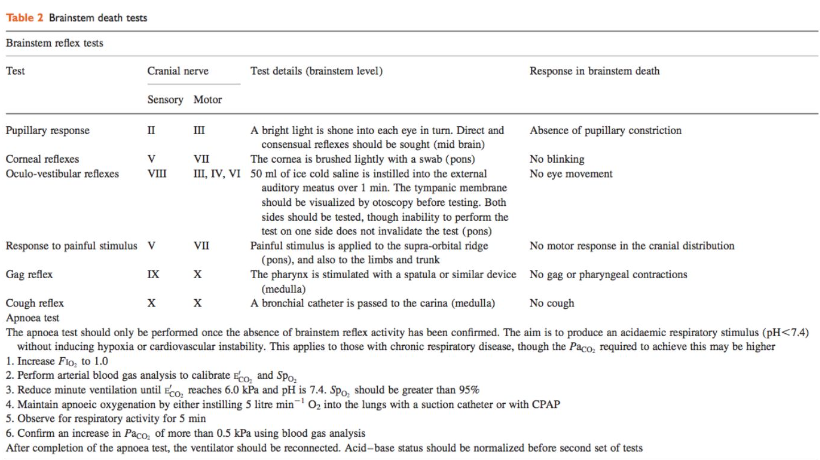 Table 2 Brainstem death tests
Brainstem reflex tests
Test Cranial nerve Test details (brainstem level) Response in brainstem death
Sensory Motor
Pupillary response II III A bright light is shone into each eye in turn. Direct and Absence of pupillary constriction
consensual reflexes should be sought (mid brain)
Corneal reflexes V VII The cornea is brushed lightly with a swab (pons) No blinking
Oculo-vestibular reflexes VIII III, IV, VI 50 ml of ice cold saline is instilled into the external No eye movement
auditory meatus over 1 min. The tympanic membrane
should be visualized by otoscopy before testing. Both
sides should be tested, though inability to perform the
test on one side does not invalidate the test (pons)
Response to painful stimulus V VII Painful stimulus is applied to the supra-orbital ridge No motor response in the cranial distribution
(pons), and also to the limbs and trunk
Gag reflex IX X The pharynx is stimulated with a spatula or similar device No gag or pharyngeal contractions
(medulla)
Cough reflex X X A bronchial catheter is passed to the carina (medulla) No cough
Apnoea test
The apnoea test should only be performed once the absence of brainstem reflex activity has been confirmed. The aim is to produce an acidaemic respiratory stimulus (pH<7.4)
without inducing hypoxia or cardiovascular instability. This applies to those with chronic respiratory disease, though the PaCO₂ required to achieve this may be higher
1. Increase FIO₂ to 1.0
2. Perform arterial blood gas analysis to calibrate E′CO₂ and SpO₂
3. Reduce minute ventilation until E′CO₂ reaches 6.0 kPa and pH is 7.4. SpO₂ should be greater than 95%
4. Maintain apnoeic oxygenation by either instilling 5 litre min⁻¹ O₂ into the lungs with a suction catheter or with CPAP
5. Observe for respiratory activity for 5 min
6. Confirm an increase in PaCO₂ of more than 0.5 kPa using blood gas analysis
After completion of the apnoea test, the ventilator should be reconnected. Acid–base status should be normalized before second set of tests